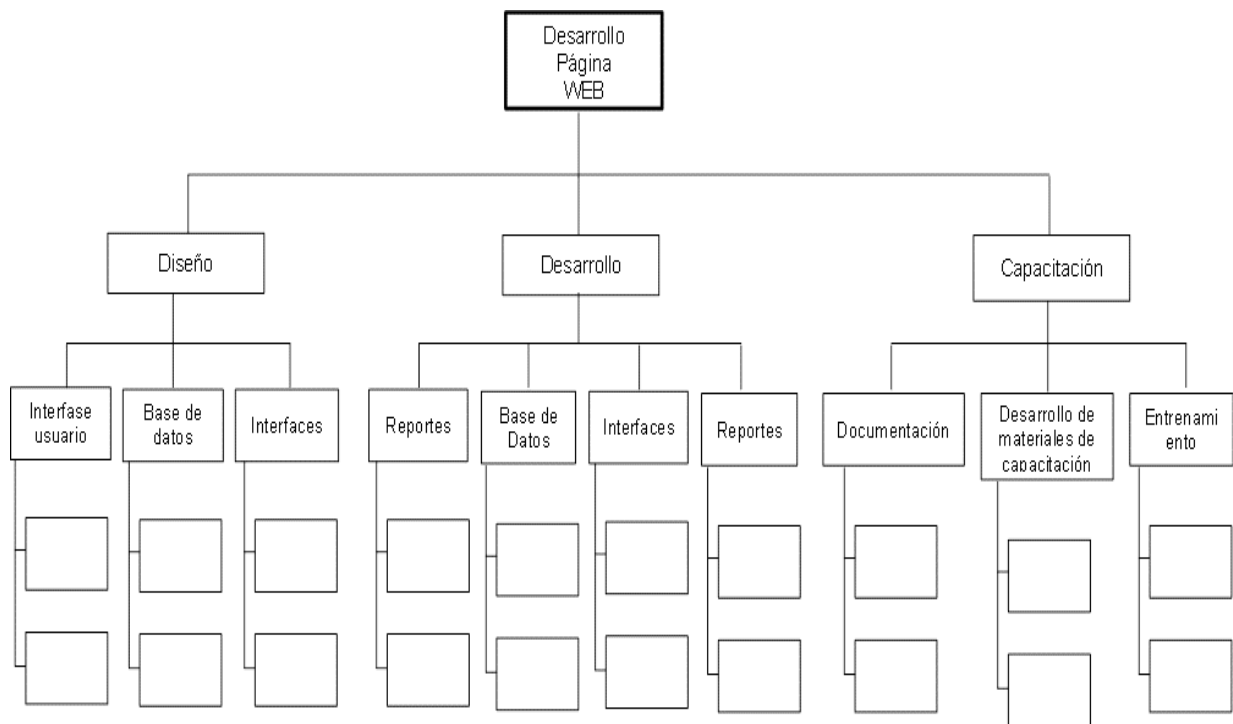 Desarrollo
Página
WEB
Diseño
Desarrollo
Capacitación
Interfase
usuario
Base de
datos
Interfaces
Reportes
Base de
Datos
Interfaces
Reportes
Documentación
Desarrollo de
materiales de
capacitación
Entrenami
ento